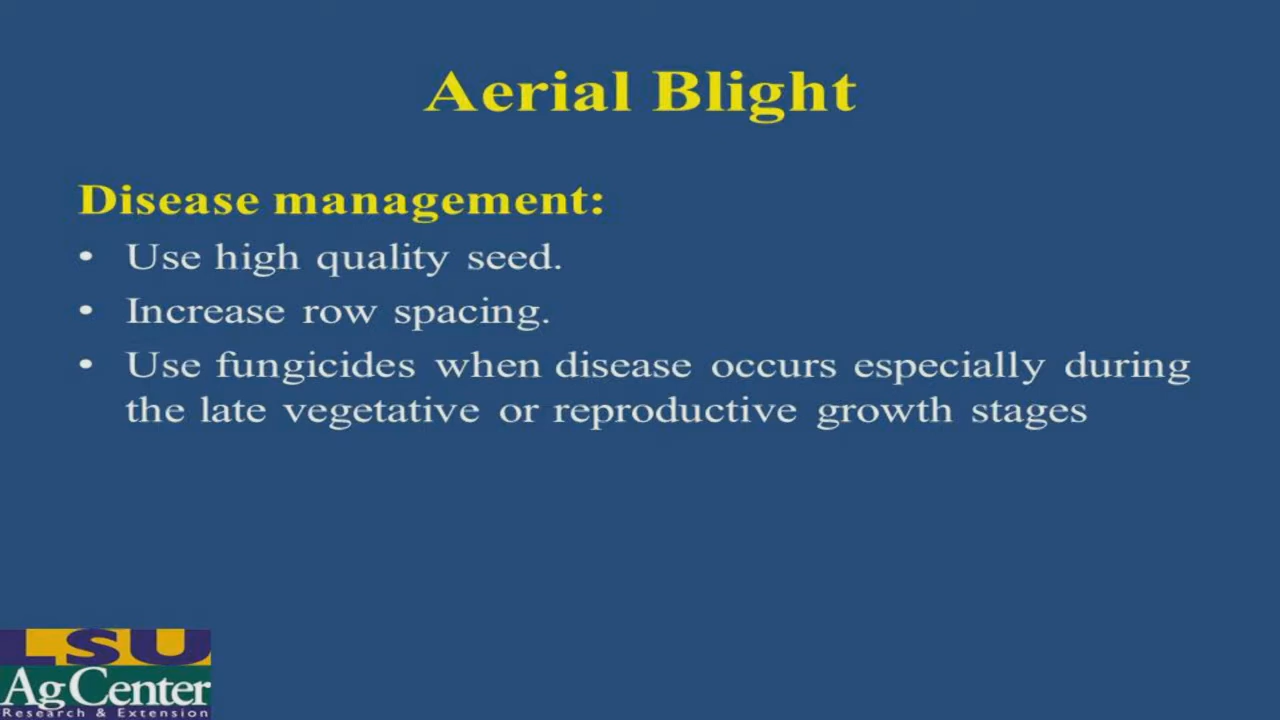 Aerial Blight
Disease management:
• Use high quality seed.
• Increase row spacing.
• Use fungicides when disease occurs especially during
the late vegetative or reproductive growth stages
LSU
AgCenter
Research & Extension